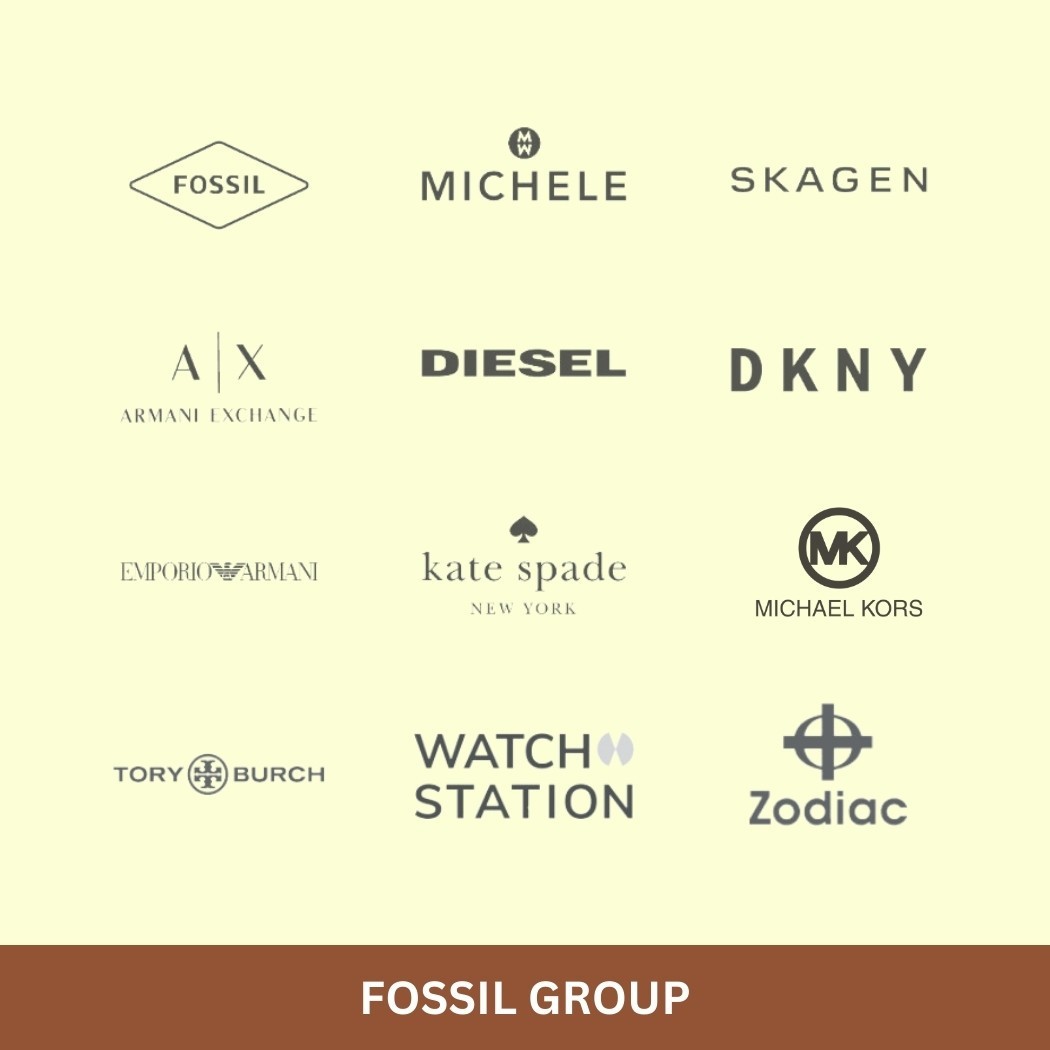 FOSSIL
MW
MICHELE
SKAGEN
A|X
ARMANI EXCHANGE
DIESEL
DKNY
EMPORIO ARMANI
kate spade
NEW YORK
MK
MICHAEL KORS
TORY BURCH
WATCH
STATION
Zodiac
FOSSIL GROUP